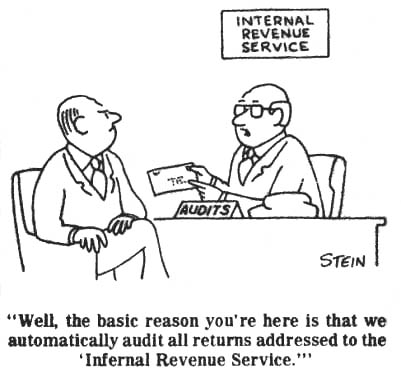 INTERNAL
REVENUE
SERVICE
AUDITS
STEIN
"Well, the basic reason you're here is that we
automatically audit all returns addressed to the
'Infernal Revenue Service.'"